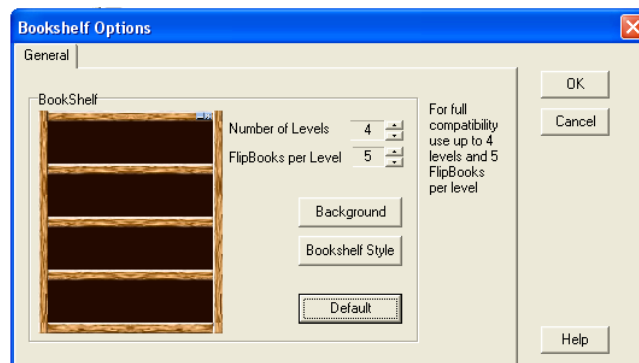 Bookshelf Options
General
BookShelf
Number of Levels 4
FlipBooks per Level 5
Background
Bookshelf Style
Default
For full
compatibility
use up to 4
levels and 5
FlipBooks
per level
OK
Cancel
Help